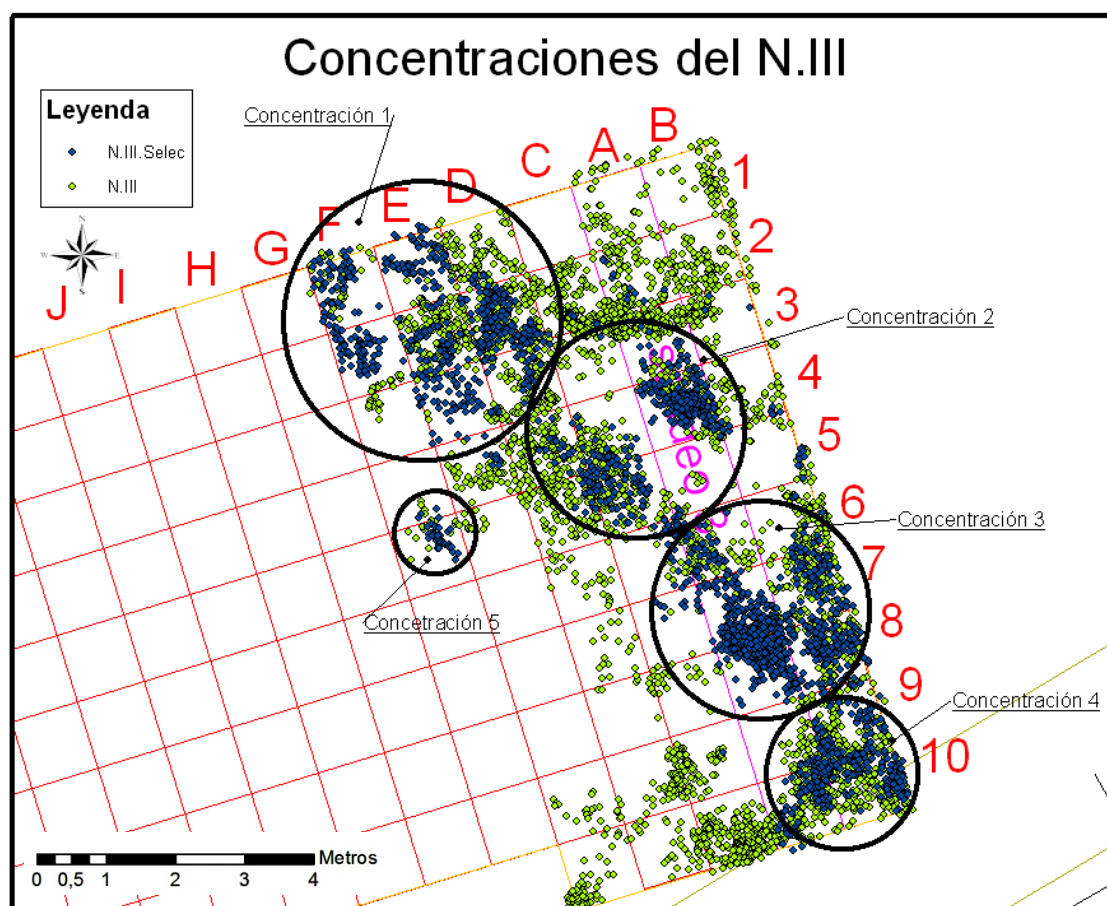 Concentraciones del N.III
Leyenda
N.III.Selec
N.III
N
W
E
S
Concentración 1
J
I
H
G
F
E
D
C
A
B
1
2
3
4
5
6
7
8
9
10
Concentración 2
Concentración 3
Concentración 4
Concetración 5
Metros
0 0,5 1 2 3 4